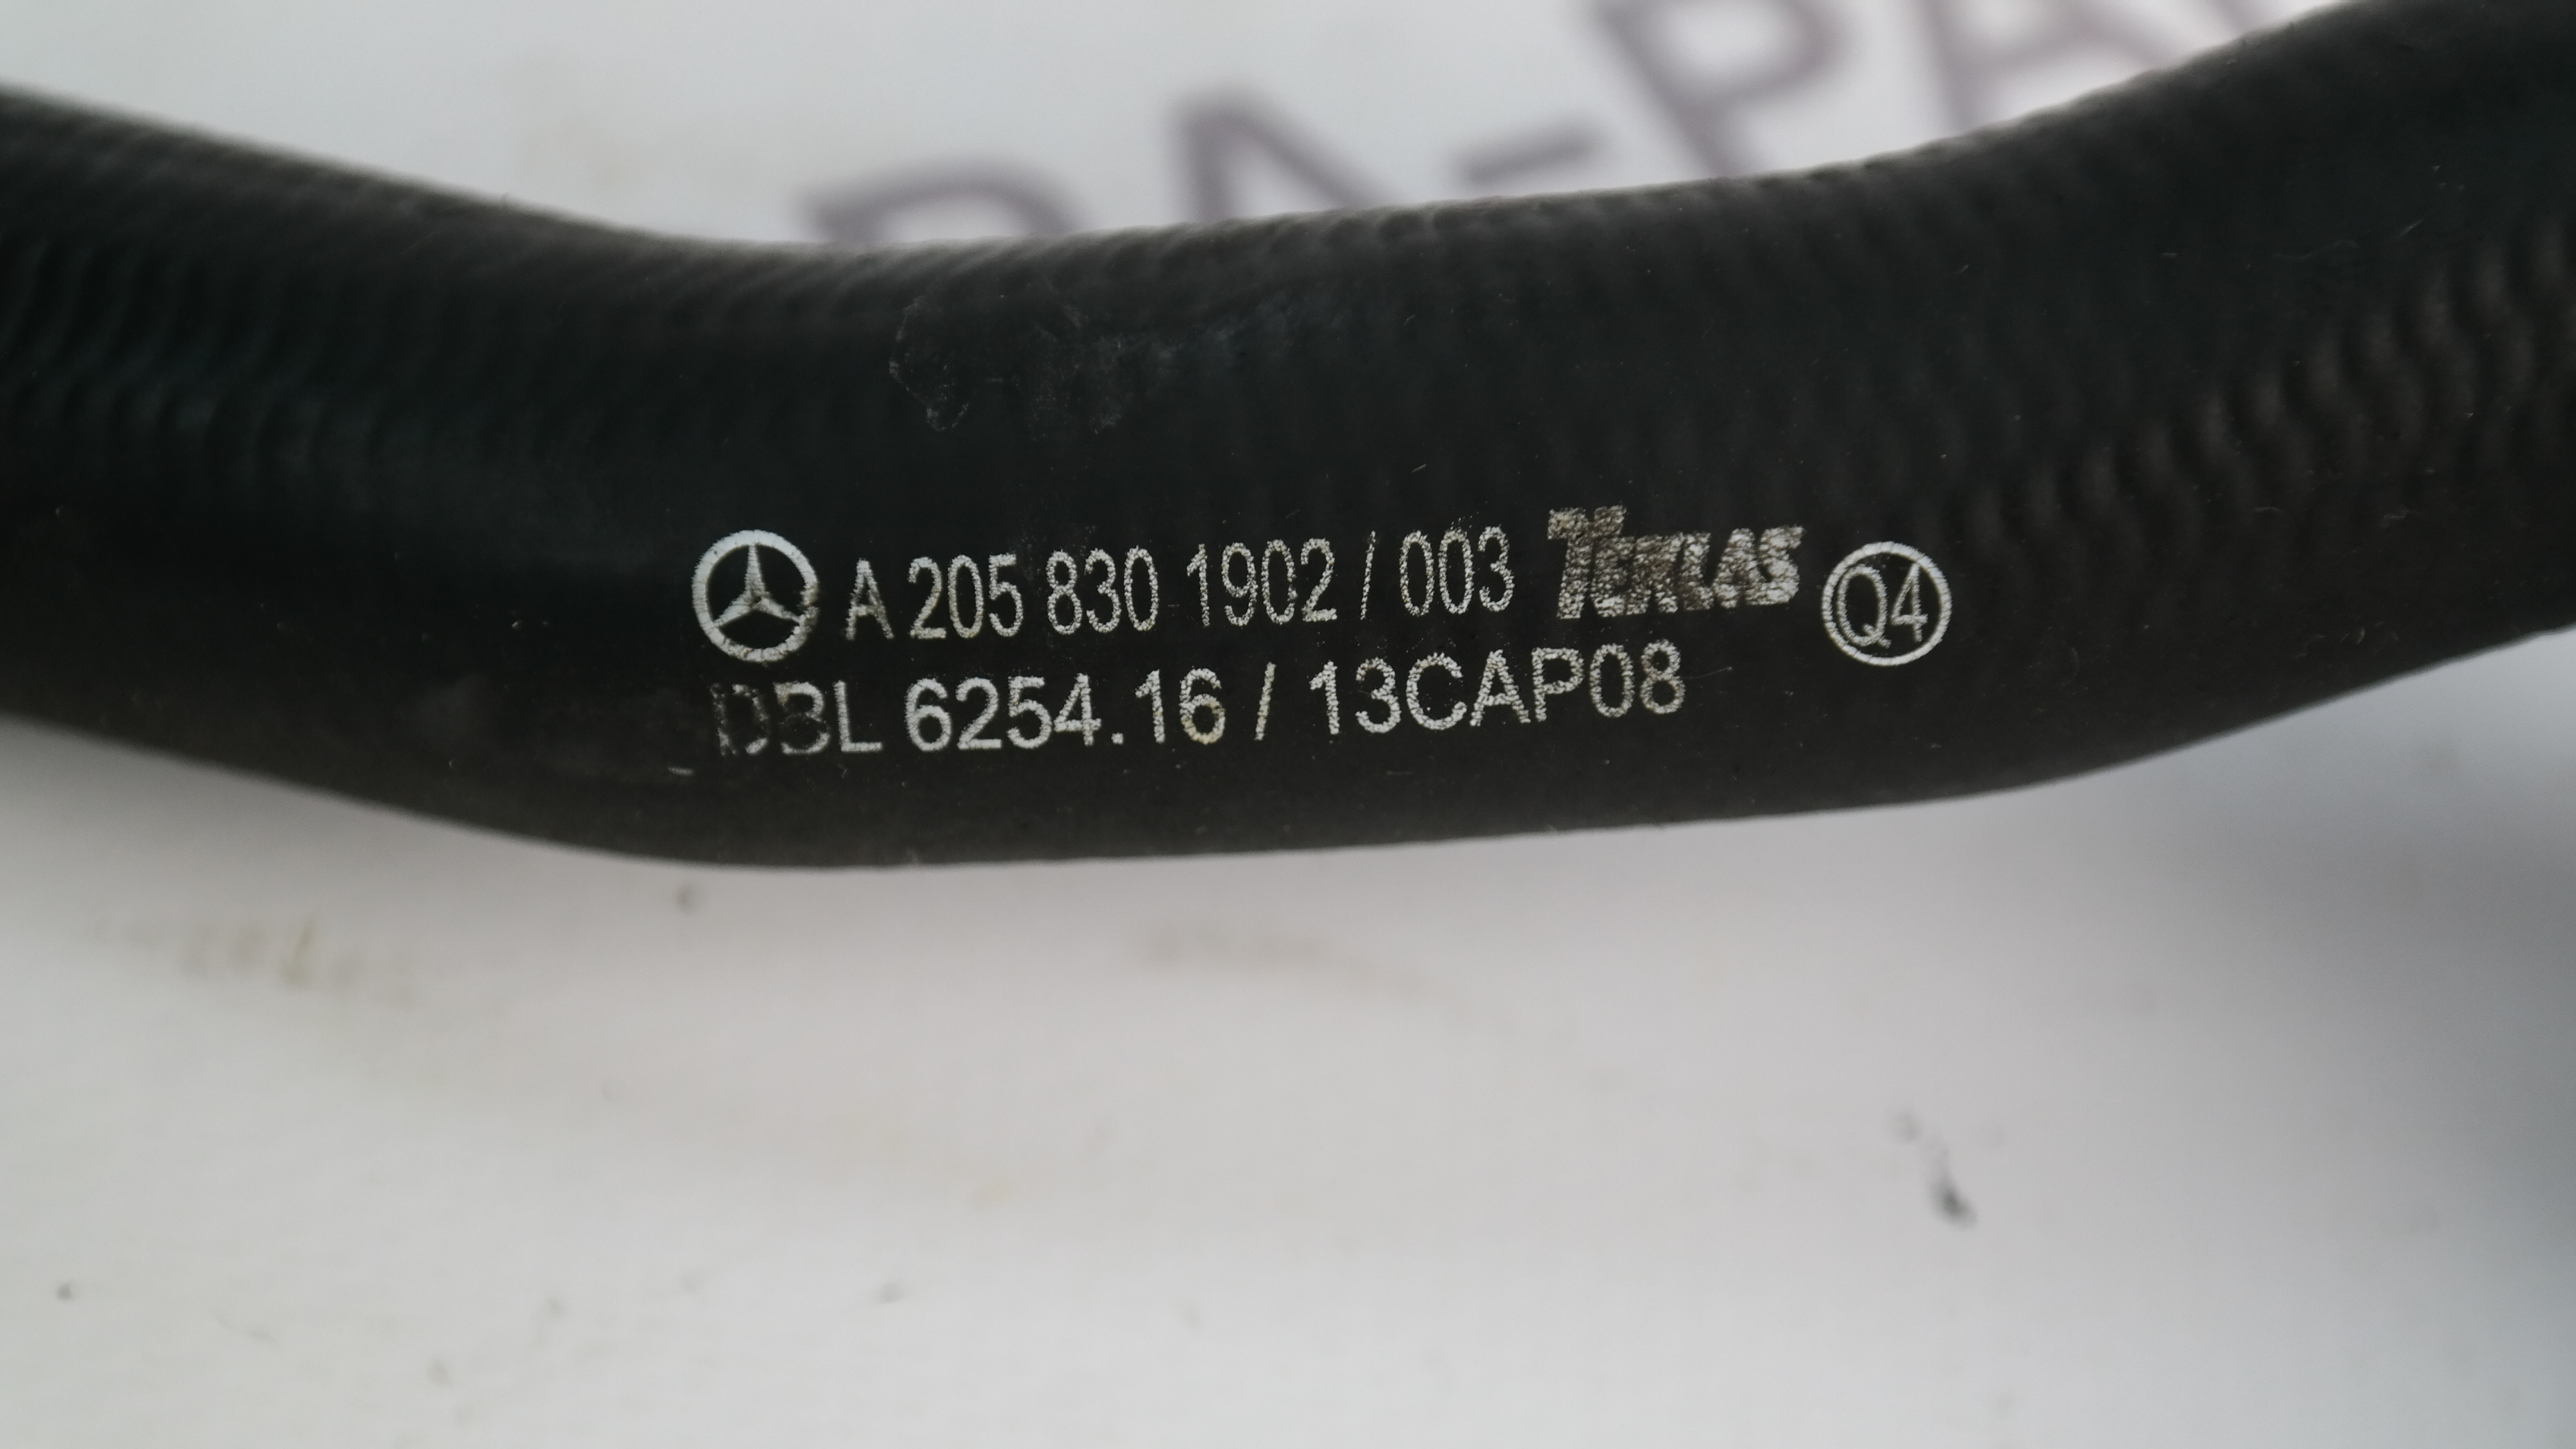 A 205 830 1902 / 003 TEKLAS Q4
DBL 6254.16 / 13CAP08